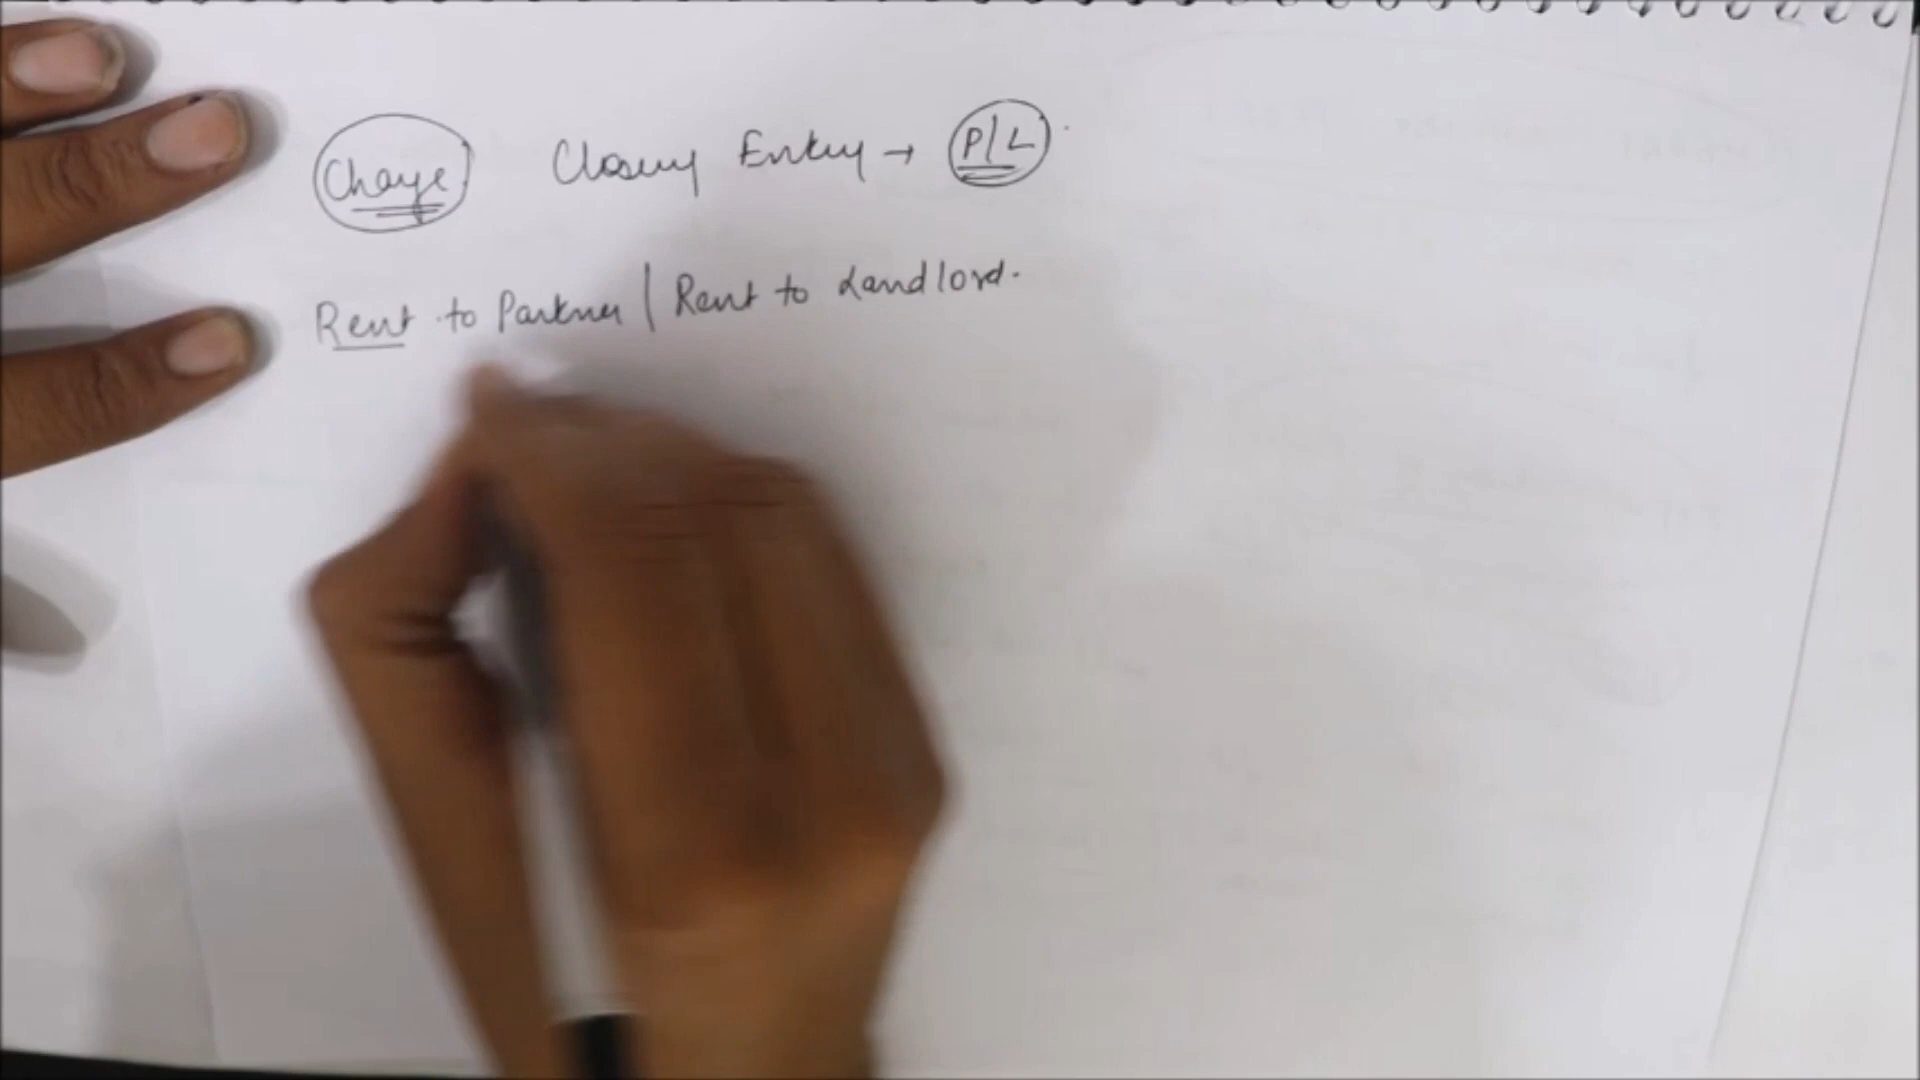 Charge Closing Entry → P/L
Rent to Partner | Rent to Landlord.